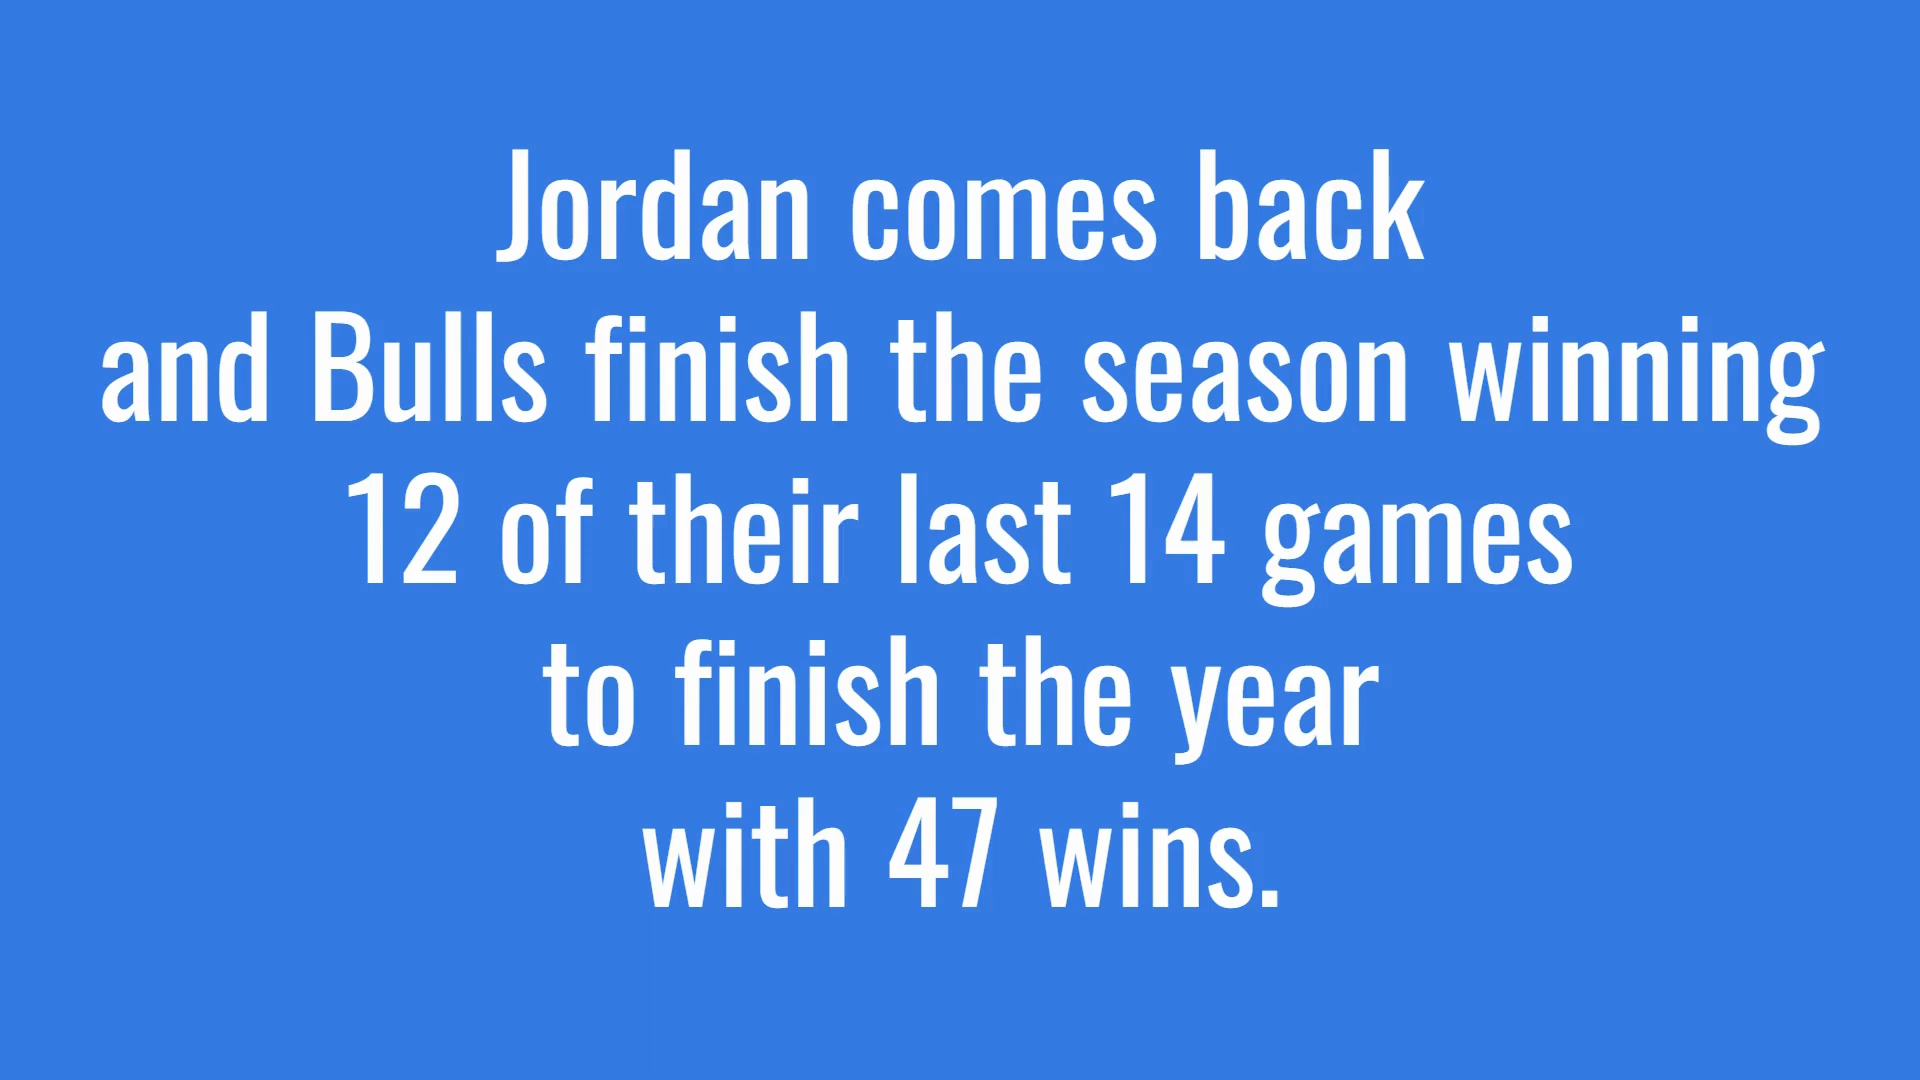 Jordan comes back
and Bulls finish the season winning
12 of their last 14 games
to finish the year
with 47 wins.